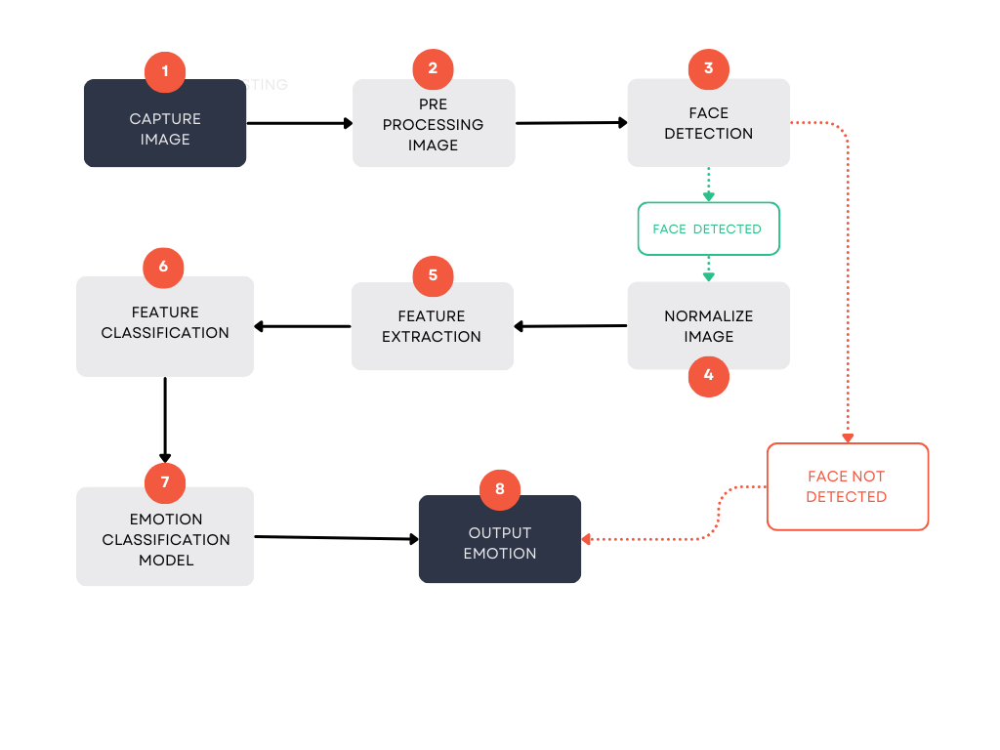 1
CAPTURE
IMAGE
STING
2
PRE
PROCESSING
IMAGE
3
FACE
DETECTION
FACE DETECTED
6
FEATURE
CLASSIFICATION
5
FEATURE
EXTRACTION
NORMALIZE
IMAGE
4
FACE NOT
DETECTED
7
EMOTION
CLASSIFICATION
MODEL
8
OUTPUT
EMOTION